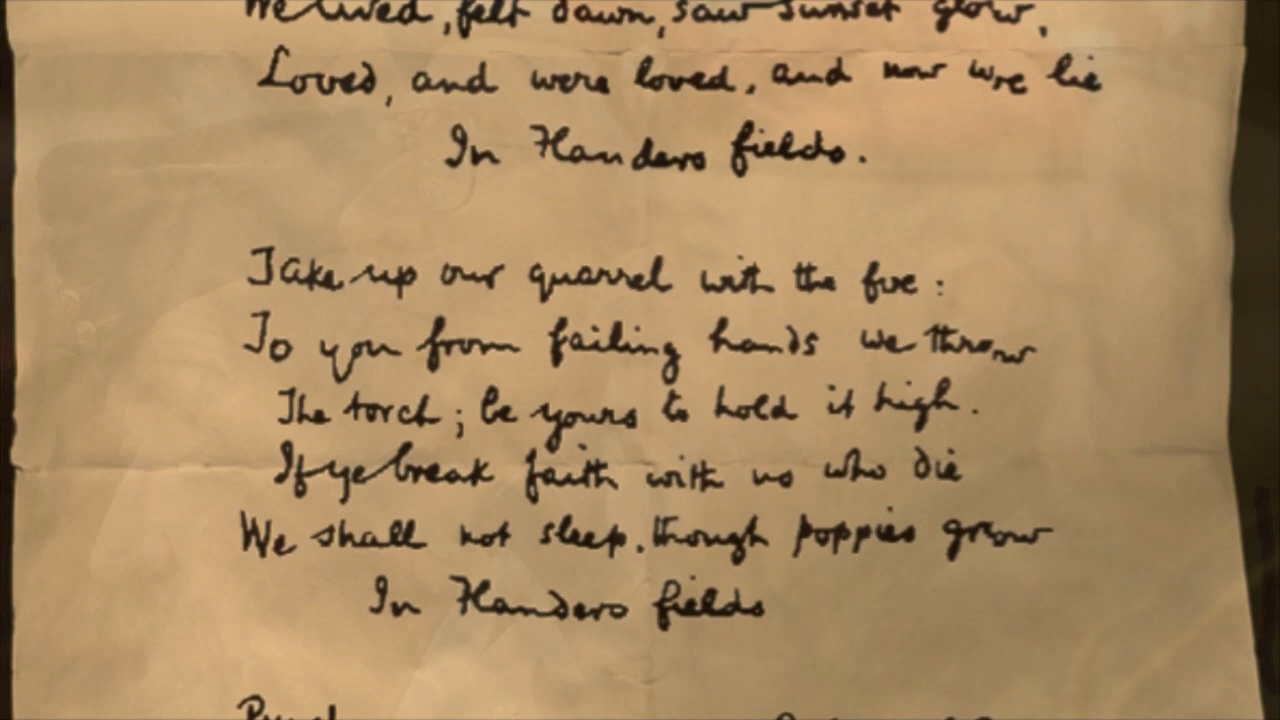 We lived, felt dawn, saw sunset glow,
Loved, and were loved, and now we lie
In Flanders fields.
Take up our quarrel with the foe:
To you from failing hands we throw
The torch; be yours to hold it high.
If ye break faith with us who die
We shall not sleep, though poppies grow
In Flanders fields
Punch